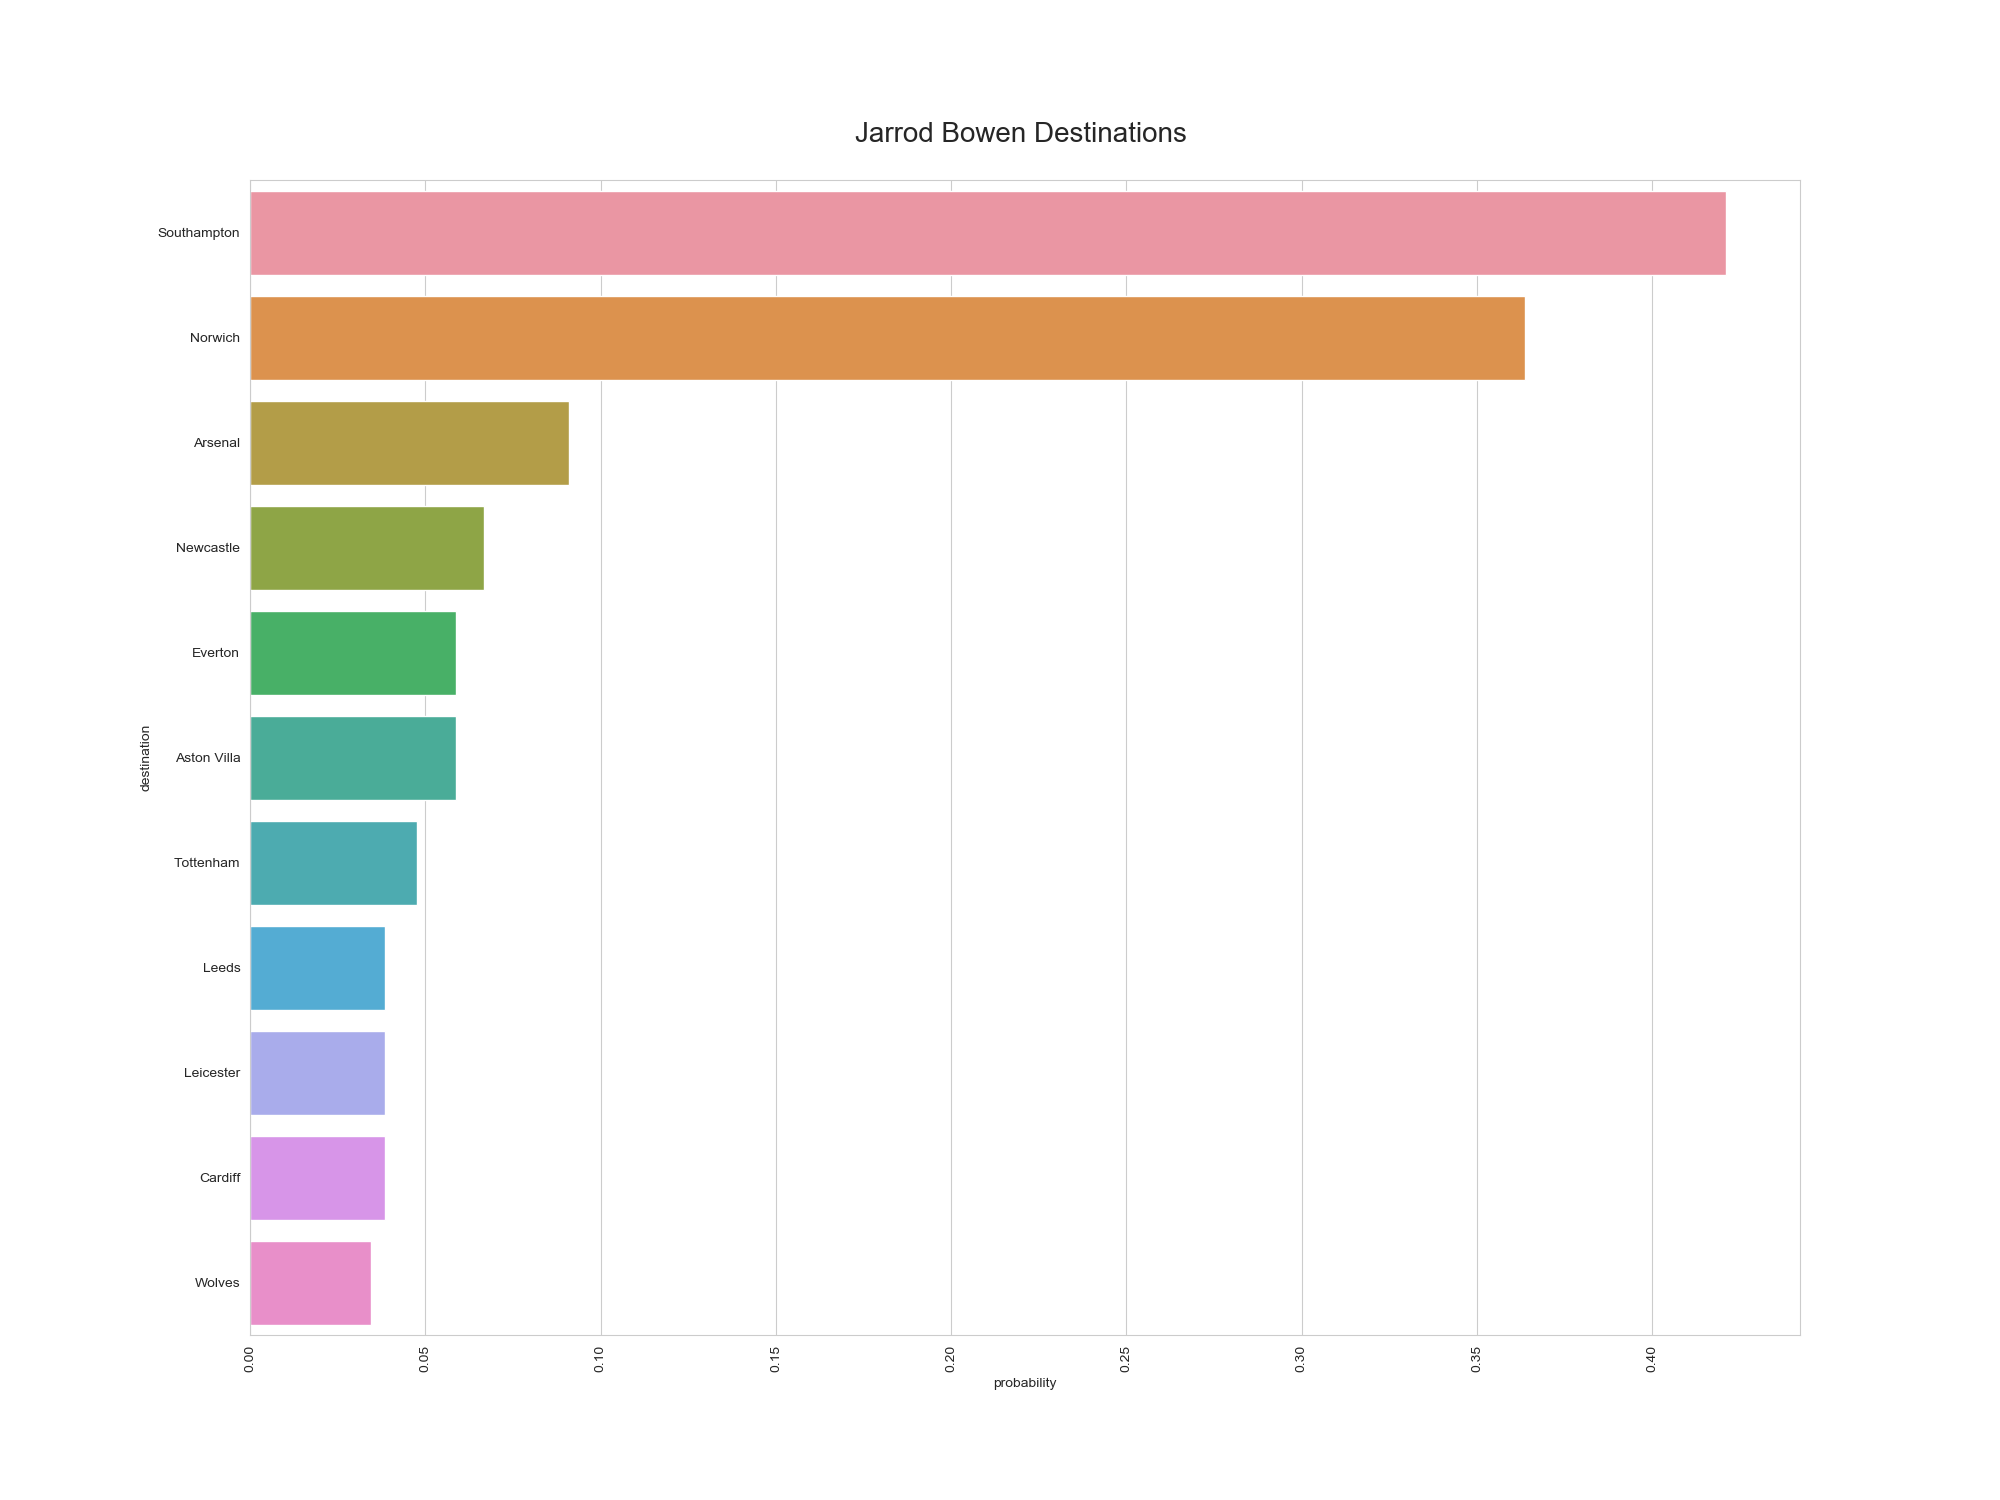 Jarrod Bowen Destinations
Southampton
Norwich
Arsenal
Newcastle
Everton
Aston Villa
Tottenham
Leeds
Leicester
Cardiff
Wolves
destination
0.00
0.05
0.10
0.15
0.20
0.25
0.30
0.35
0.40
probability